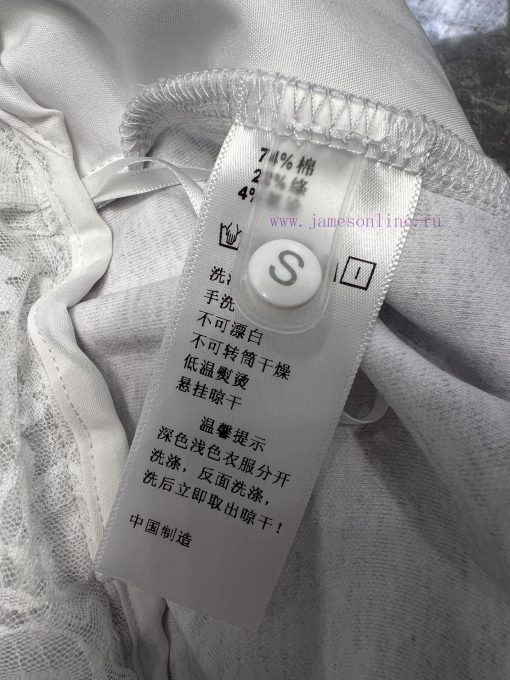 74%棉
www.jamesonline.ru
S
手洗
不可漂白
不可转筒干燥
低温熨烫
悬挂晾干
温馨提示
深色浅色衣服分开
洗涤，反面洗涤，
洗后立即取出晾干！
中国制造